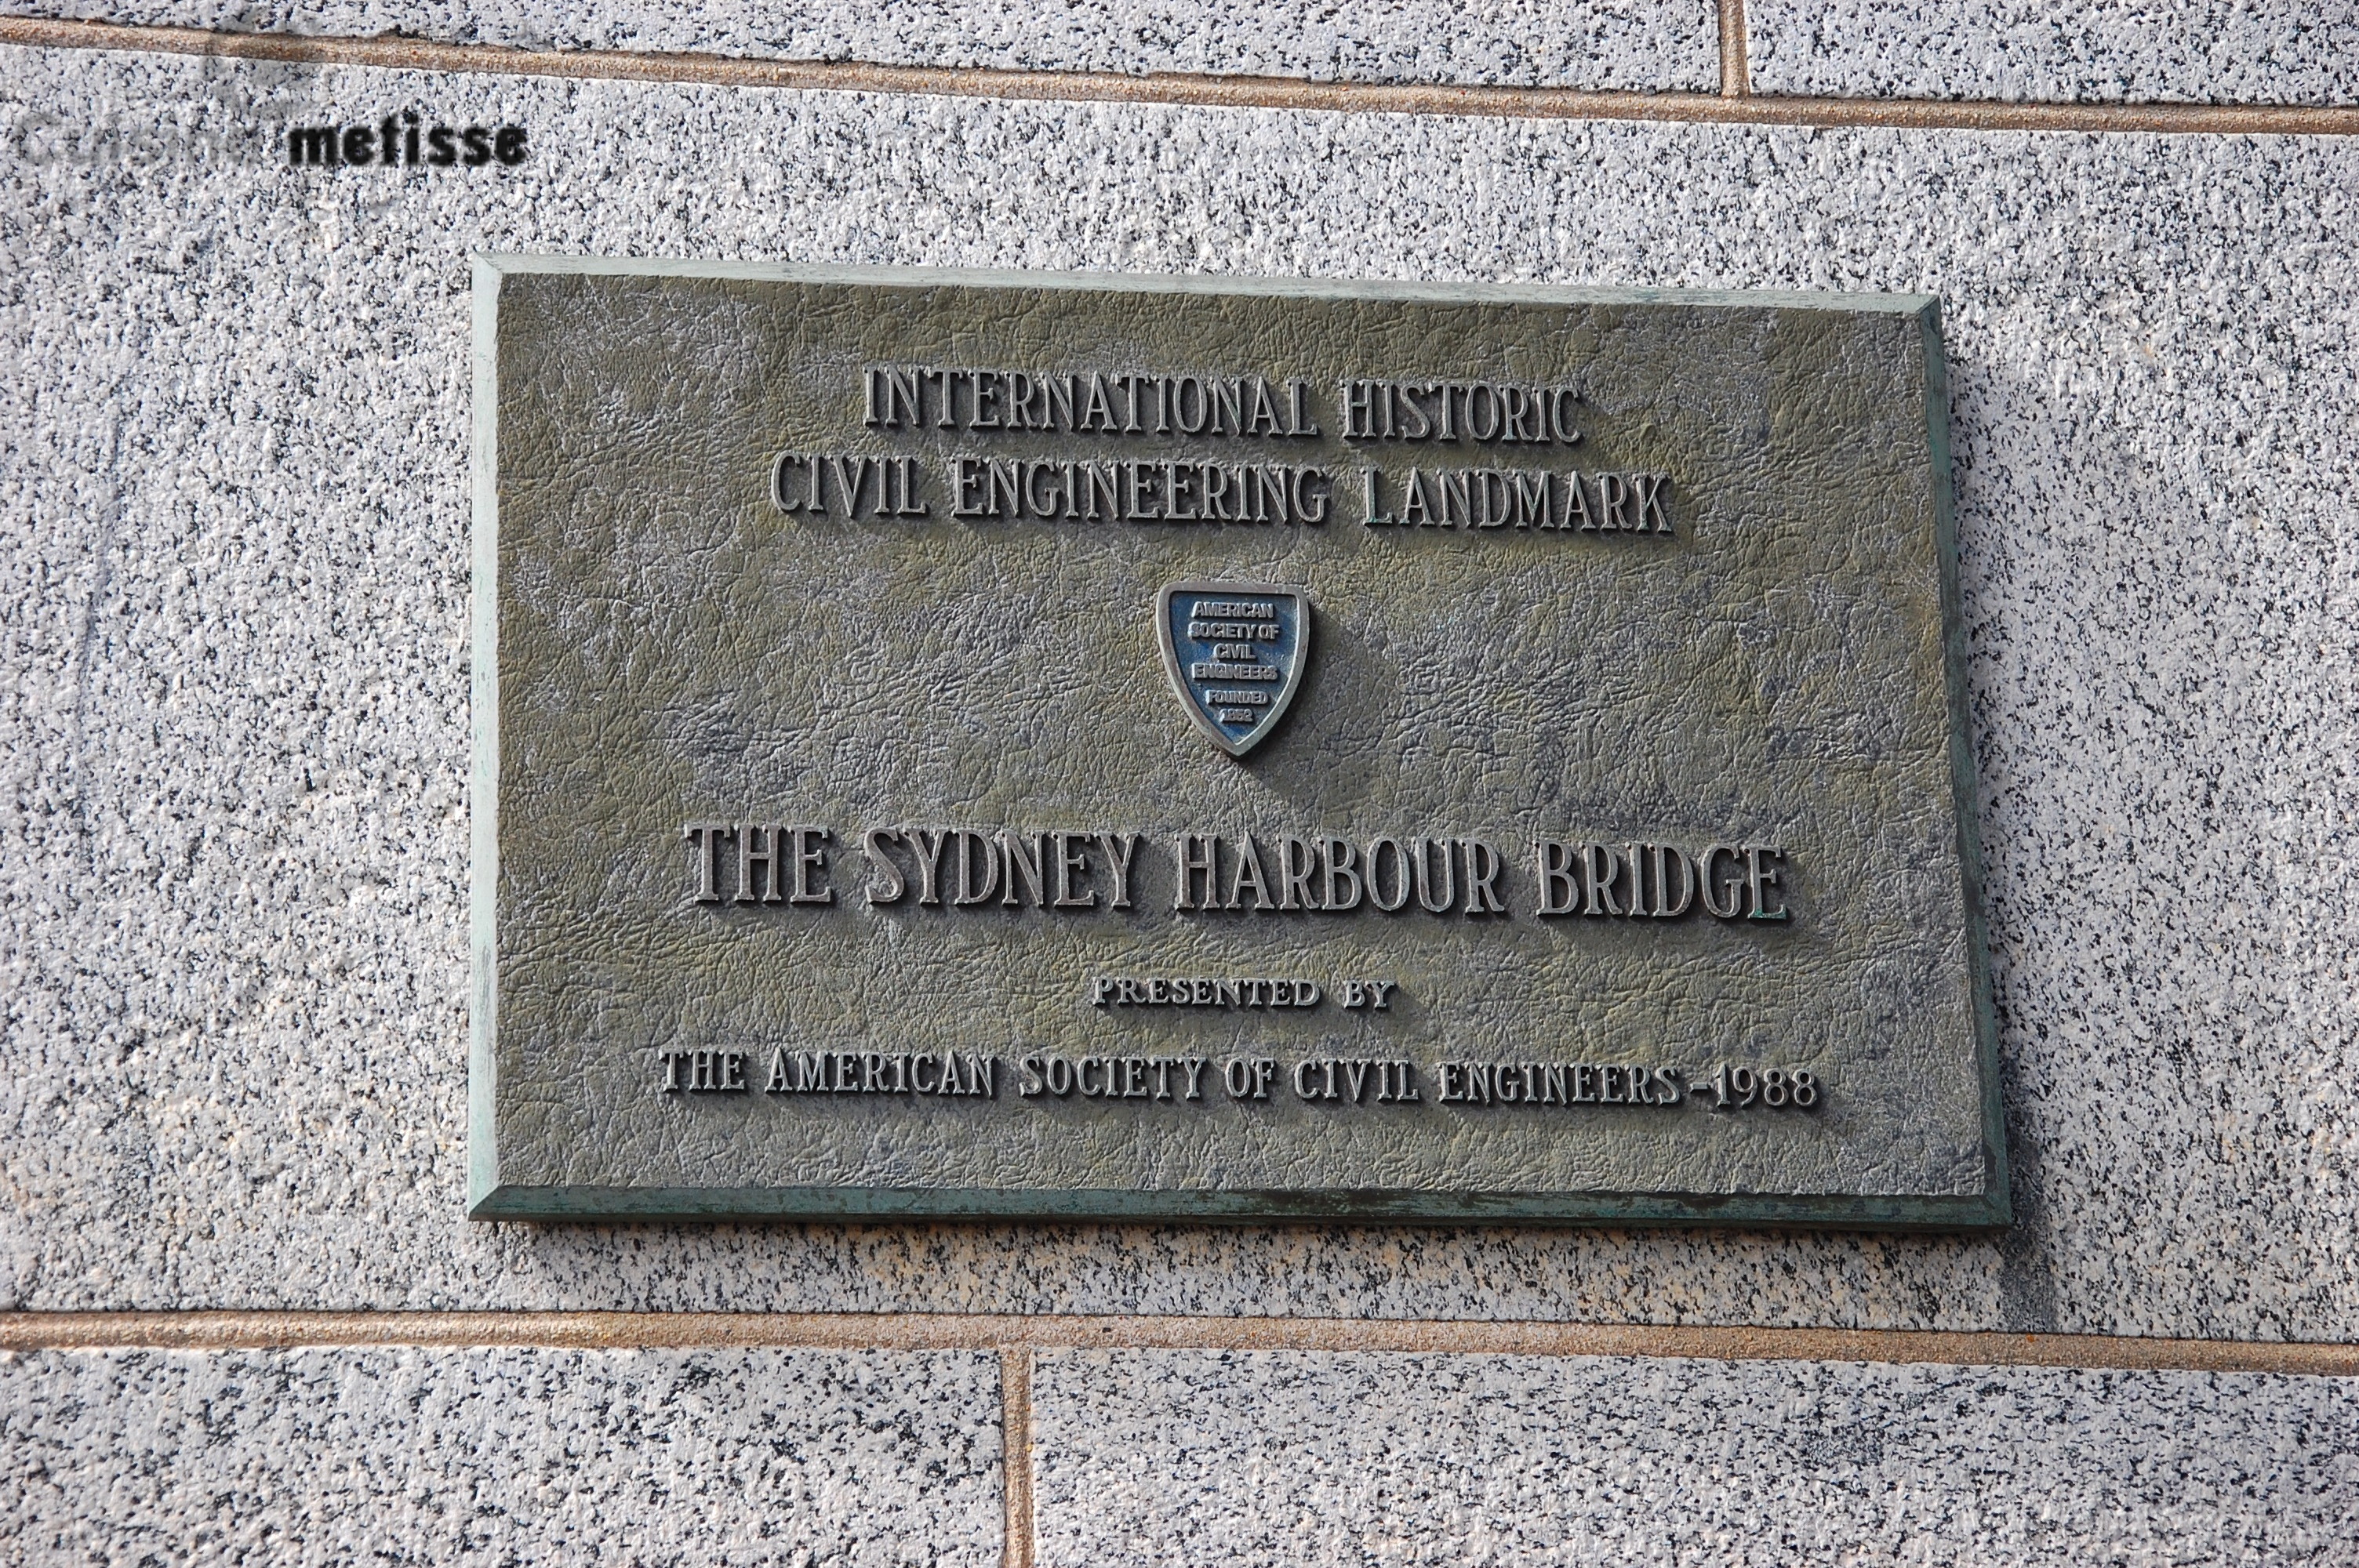 metisse
INTERNATIONAL HISTORIC
CIVIL ENGINEERING LANDMARK
AMERICAN
SOCIETY OF
CIVIL
ENGINEERS
FOUNDED
1852
THE SYDNEY HARBOUR BRIDGE
PRESENTED BY
THE AMERICAN SOCIETY OF CIVIL ENGINEERS-1988